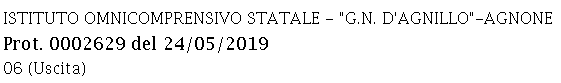 ISTITUTO OMNICOMPRENSIVO STATALE - "G.N. D'AGNILLO"-AGNONE
Prot. 0002629 del 24/05/2019
06 (Uscita)